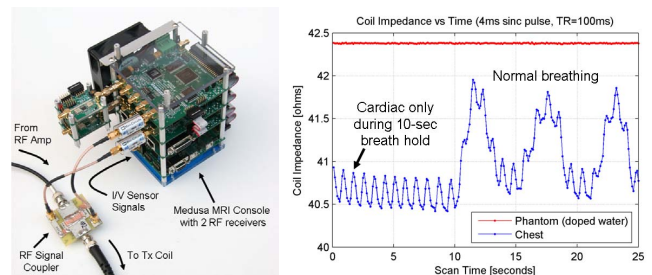 From
RF Amp
I/V Sensor
Signals
Medusa MRI Console
with 2 RF receivers
RF Signal
Coupler
To Tx Coil
Coil Impedance vs Time (4ms sinc pulse, TR=100ms)
Coil Impedance [ohms]
42.5
42
41.5
41
40.5
40
Normal breathing
Cardiac only
during 10-sec
breath hold
Phantom (doped water)
Chest
0 5 10 15 20 25
Scan Time [seconds]